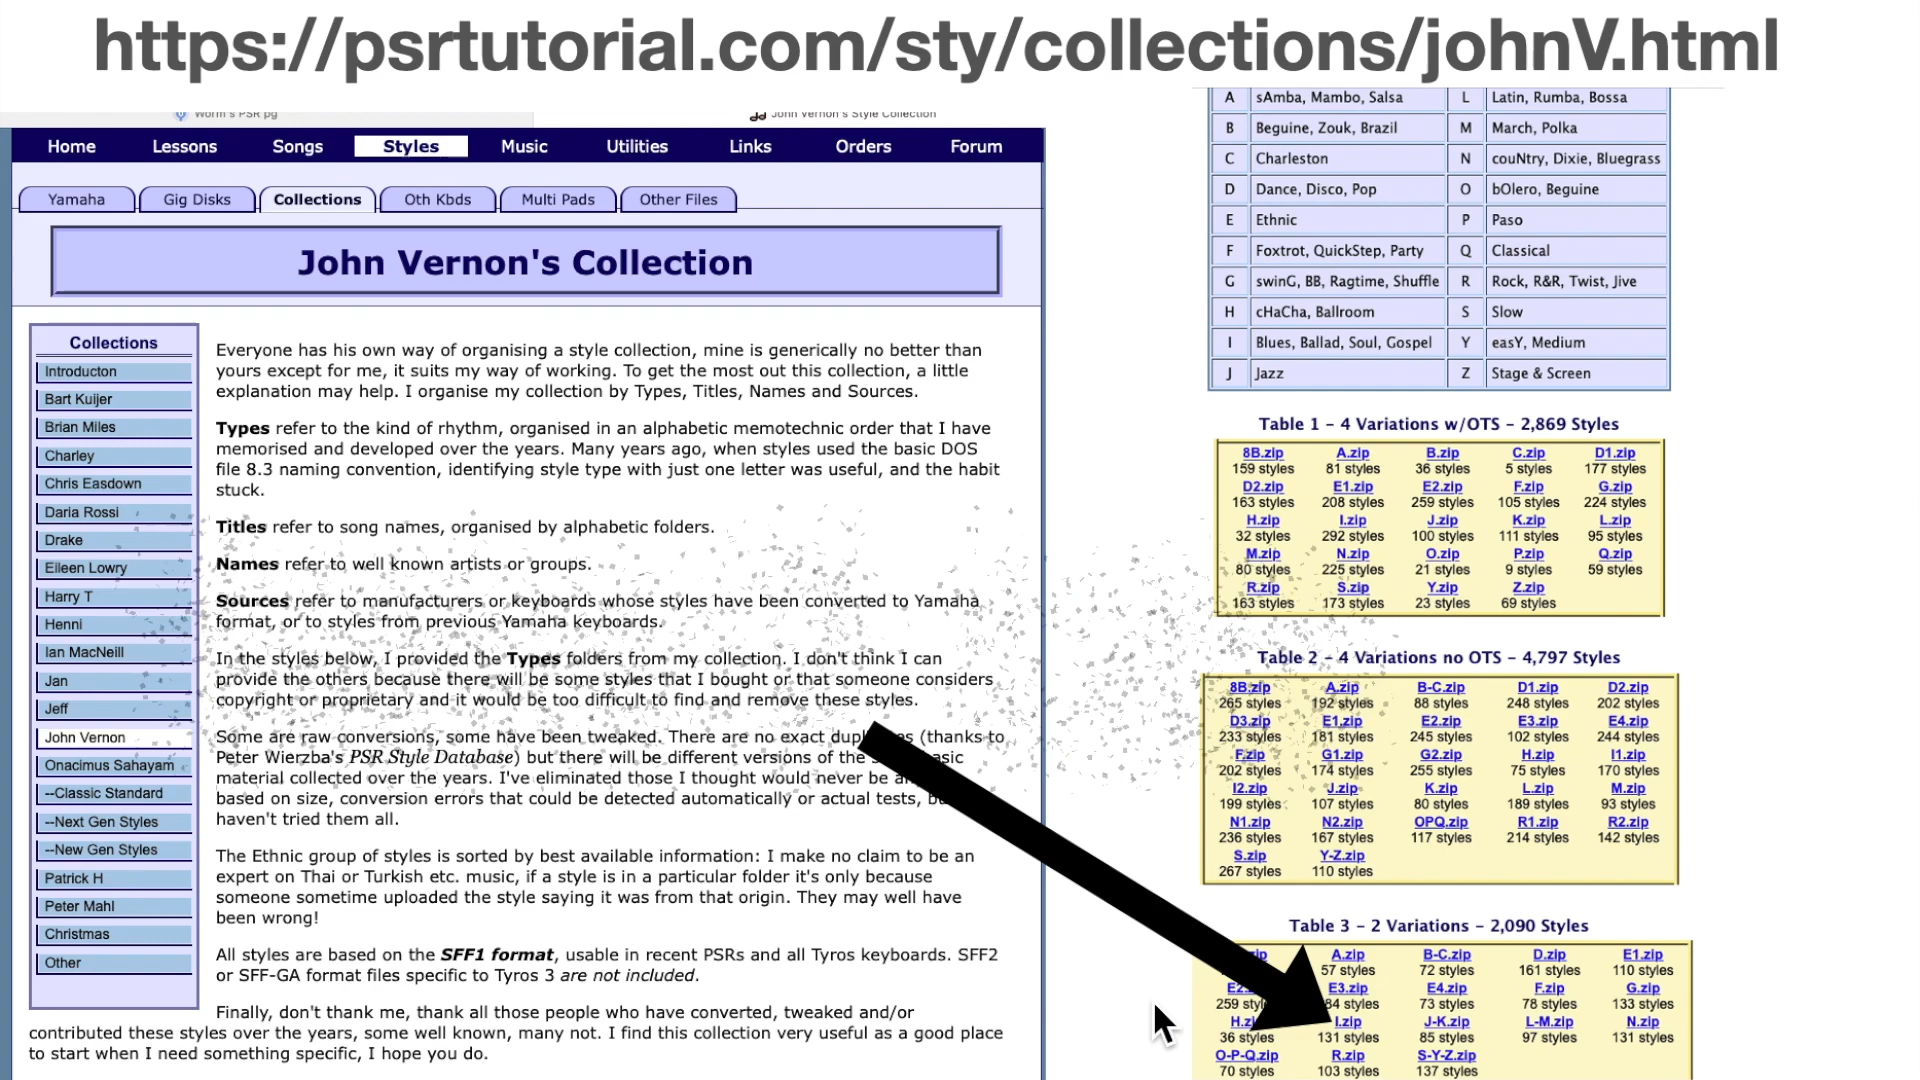 https://psrtutorial.com/sty/collections/johnV.html
Worm's PSR pg
John Vernon's Style Collection
Home Lessons Songs Styles Music Utilities Links Orders Forum
Yamaha Gig Disks Collections Oth Kbds Multi Pads Other Files
John Vernon's Collection
Collections
Introducton
Bart Kuijer
Brian Miles
Charley
Chris Easdown
Daria Rossi
Drake
Eileen Lowry
Harry T
Henni
Ian MacNeill
Jan
Jeff
John Vernon
Onacimus Sahayam
--Classic Standard
--Next Gen Styles
--New Gen Styles
Patrick H
Peter Mahl
Christmas
Other
Everyone has his own way of organising a style collection, mine is generically no better than
yours except for me, it suits my way of working. To get the most out this collection, a little
explanation may help. I organise my collection by Types, Titles, Names and Sources.
Types refer to the kind of rhythm, organised in an alphabetic memotechnic order that I have
memorised and developed over the years. Many years ago, when styles used the basic DOS
file 8.3 naming convention, identifying style type with just one letter was useful, and the habit
stuck.
Titles refer to song names, organised by alphabetic folders.
Names refer to well known artists or groups.
Sources refer to manufacturers or keyboards whose styles have been converted to Yamaha
format, or to styles from previous Yamaha keyboards.
In the styles below, I provided the Types folders from my collection. I don't think I can
provide the others because there will be some styles that I bought or that someone considers
copyright or proprietary and it would be too difficult to find and remove these styles.
Some are raw conversions, some have been tweaked. There are no exact (thanks to
Peter Wierzba's PSR Style Database) but there will be different versions of the
material collected over the years. I've eliminated those I thought would never be
based on size, conversion errors that could be detected automatically or actual tests,
haven't tried them all.
The Ethnic group of styles is sorted by best available information: I make no claim to be an
expert on Thai or Turkish etc. music, if a style is in a particular folder it's only because
someone sometime uploaded the style saying it was from that origin. They may well have
been wrong!
All styles are based on the SFF1 format, usable in recent PSRs and all Tyros keyboards. SFF2
or SFF-GA format files specific to Tyros 3 are not included.
Finally, don't thank me, thank all those people who have converted, tweaked and/or
contributed these styles over the years, some well known, many not. I find this collection very useful as a good place
to start when I need something specific, I hope you do.
A sAmba, Mambo, Salsa L Latin, Rumba, Bossa
B Beguine, Zouk, Brazil M March, Polka
C Charleston N couNtry, Dixie, Bluegrass
D Dance, Disco, Pop O bOlero, Beguine
E Ethnic P Paso
F Foxtrot, QuickStep, Party Q Classical
G swinG, BB, Ragtime, Shuffle R Rock, R&R, Twist, Jive
H cHaCha, Ballroom S Slow
I Blues, Ballad, Soul, Gospel Y easY, Medium
J Jazz Z Stage & Screen
Table 1 – 4 Variations w/OTS – 2,869 Styles
8B.zip A.zip B.zip C.zip D1.zip
159 styles 81 styles 36 styles 5 styles 177 styles
D2.zip E1.zip E2.zip F.zip G.zip
163 styles 208 styles 259 styles 105 styles 224 styles
H.zip I.zip J.zip K.zip L.zip
32 styles 292 styles 100 styles 111 styles 95 styles
M.zip N.zip O.zip P.zip Q.zip
80 styles 225 styles 21 styles 9 styles 59 styles
R.zip S.zip Y.zip Z.zip
163 styles 173 styles 23 styles 69 styles
Table 2 – 4 Variations no OTS – 4,797 Styles
8B.zip A.zip B-C.zip D1.zip D2.zip
265 styles 192 styles 88 styles 248 styles 202 styles
D3.zip E1.zip E2.zip E3.zip E4.zip
233 styles 181 styles 245 styles 102 styles 244 styles
F.zip G1.zip G2.zip H.zip I1.zip
202 styles 174 styles 255 styles 75 styles 170 styles
I2.zip J.zip K.zip L.zip M.zip
199 styles 107 styles 80 styles 189 styles 93 styles
N1.zip N2.zip OPQ.zip R1.zip R2.zip
236 styles 167 styles 117 styles 214 styles 142 styles
S.zip Y-Z.zip
267 styles 110 styles
Table 3 – 2 Variations – 2,090 Styles
A.zip B-C.zip D.zip E1.zip
57 styles 72 styles 161 styles 110 styles
E3.zip E4.zip F.zip G.zip
259 styles 73 styles 78 styles 133 styles
I.zip J-K.zip L-M.zip N.zip
36 styles 131 styles 85 styles 97 styles 131 styles
O-P-Q.zip R.zip S-Y-Z.zip
70 styles 103 styles 137 styles